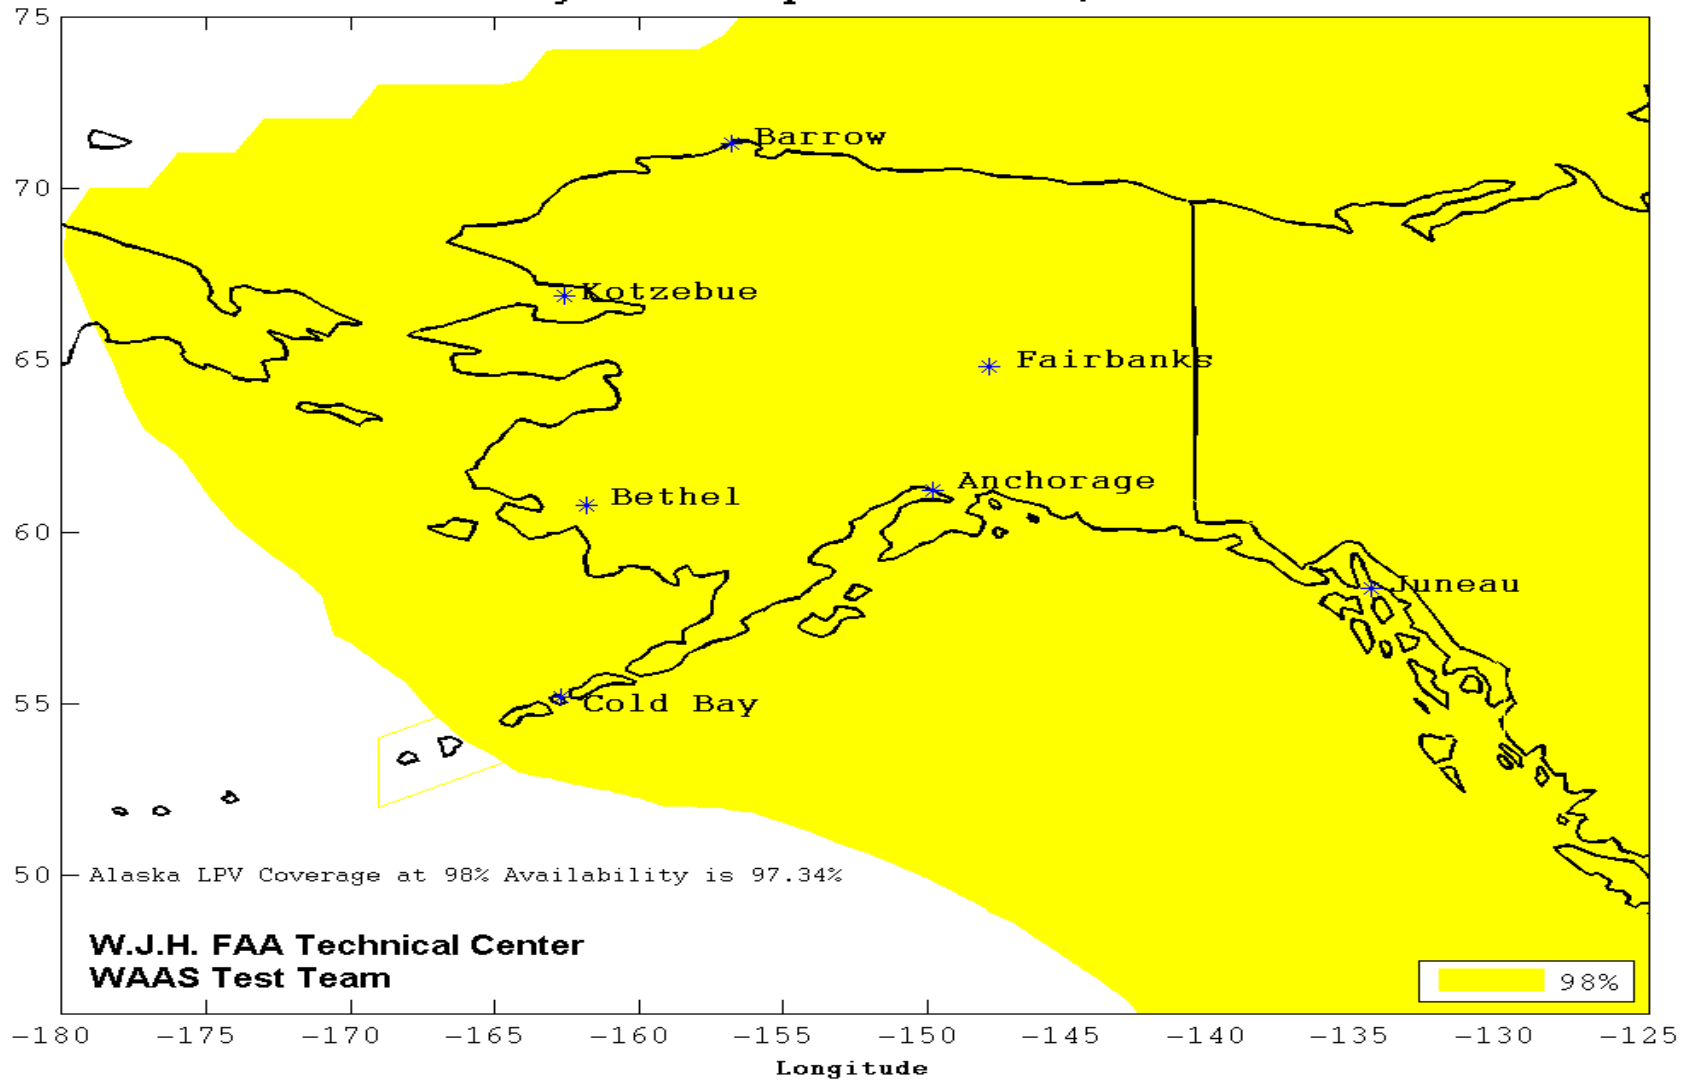 75
Barrow
70
Kotzebue
65
Fairbanks
Anchorage
Bethel
60
Juneau
55
Cold Bay
50
Alaska LPV Coverage at 98% Availability is 97.34%
W.J.H. FAA Technical Center
WAAS Test Team
98%
-180 -175 -170 -165 -160 -155 -150 -145 -140 -135 -130 -125
Longitude